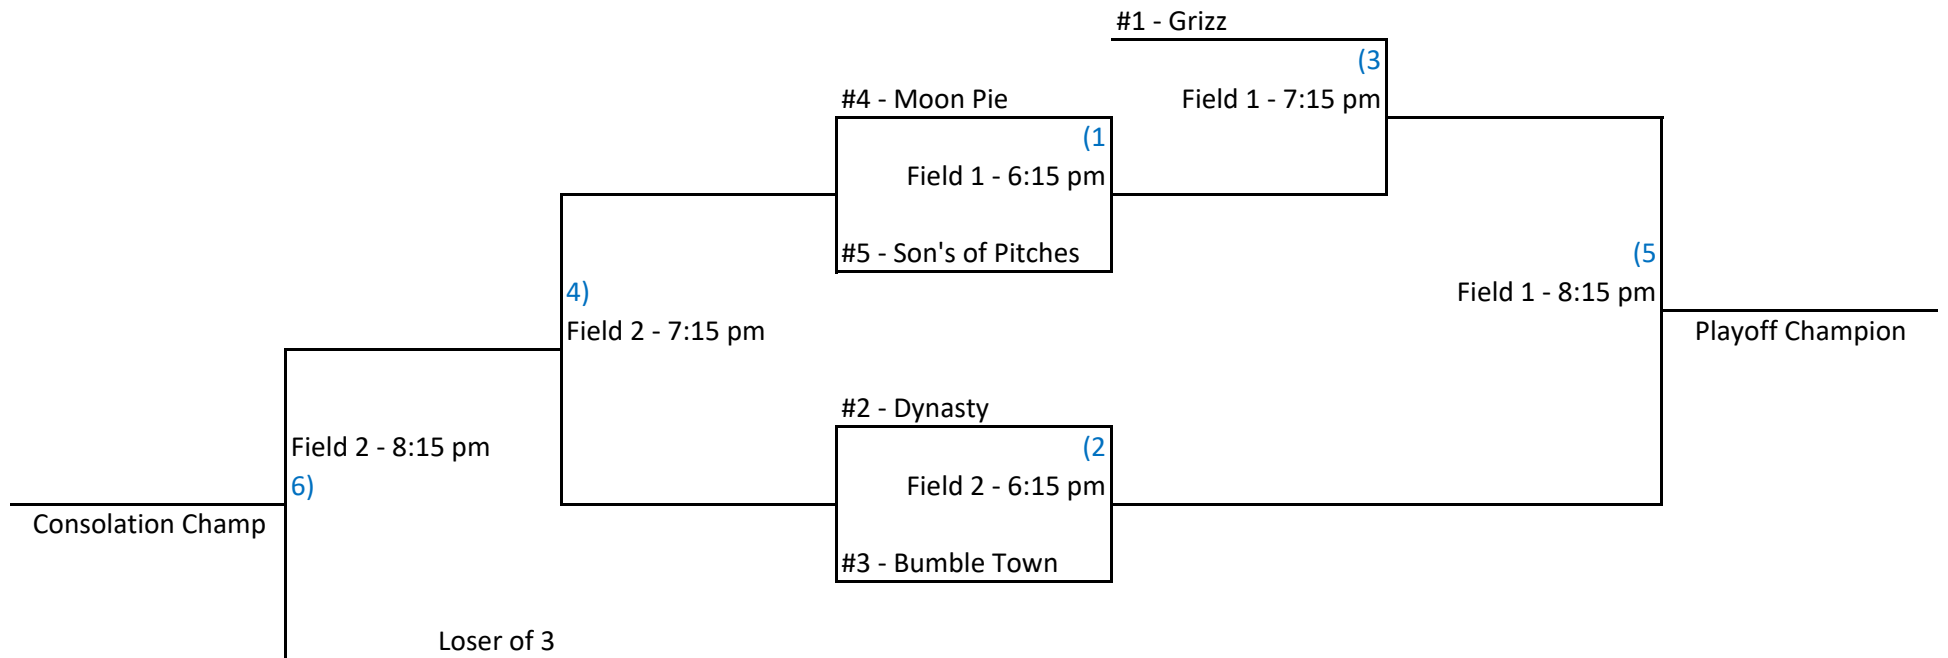 #1 - Grizz
(3
#4 - Moon Pie
Field 1 - 7:15 pm
(1
Field 1 - 6:15 pm
#5 - Son's of Pitches
(5
4)
Field 1 - 8:15 pm
Field 2 - 7:15 pm
Playoff Champion
#2 - Dynasty
Field 2 - 8:15 pm
(2
6)
Field 2 - 6:15 pm
Consolation Champ
#3 - Bumble Town
Loser of 3